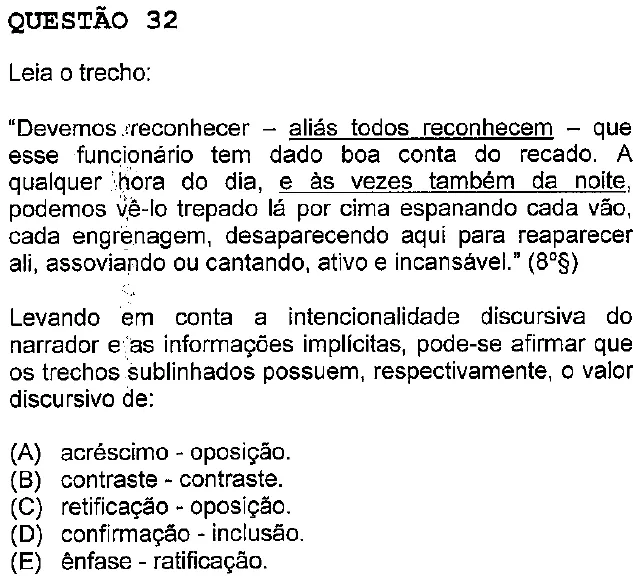 QUESTÃO 32
Leia o trecho:
“Devemos reconhecer – aliás todos reconhecem – que
esse funcionário tem dado boa conta do recado. A
qualquer hora do dia, e às vezes também da noite,
podemos vê-lo trepado lá por cima espanando cada vão,
cada engrenagem, desaparecendo aqui para reaparecer
ali, assoviando ou cantando, ativo e incansável.” (8º§)
Levando em conta a intencionalidade discursiva do
narrador e as informações implícitas, pode-se afirmar que
os trechos sublinhados possuem, respectivamente, o valor
discursivo de:
(A) acréscimo - oposição.
(B) contraste - contraste.
(C) retificação - oposição.
(D) confirmação - inclusão.
(E) ênfase - ratificação.